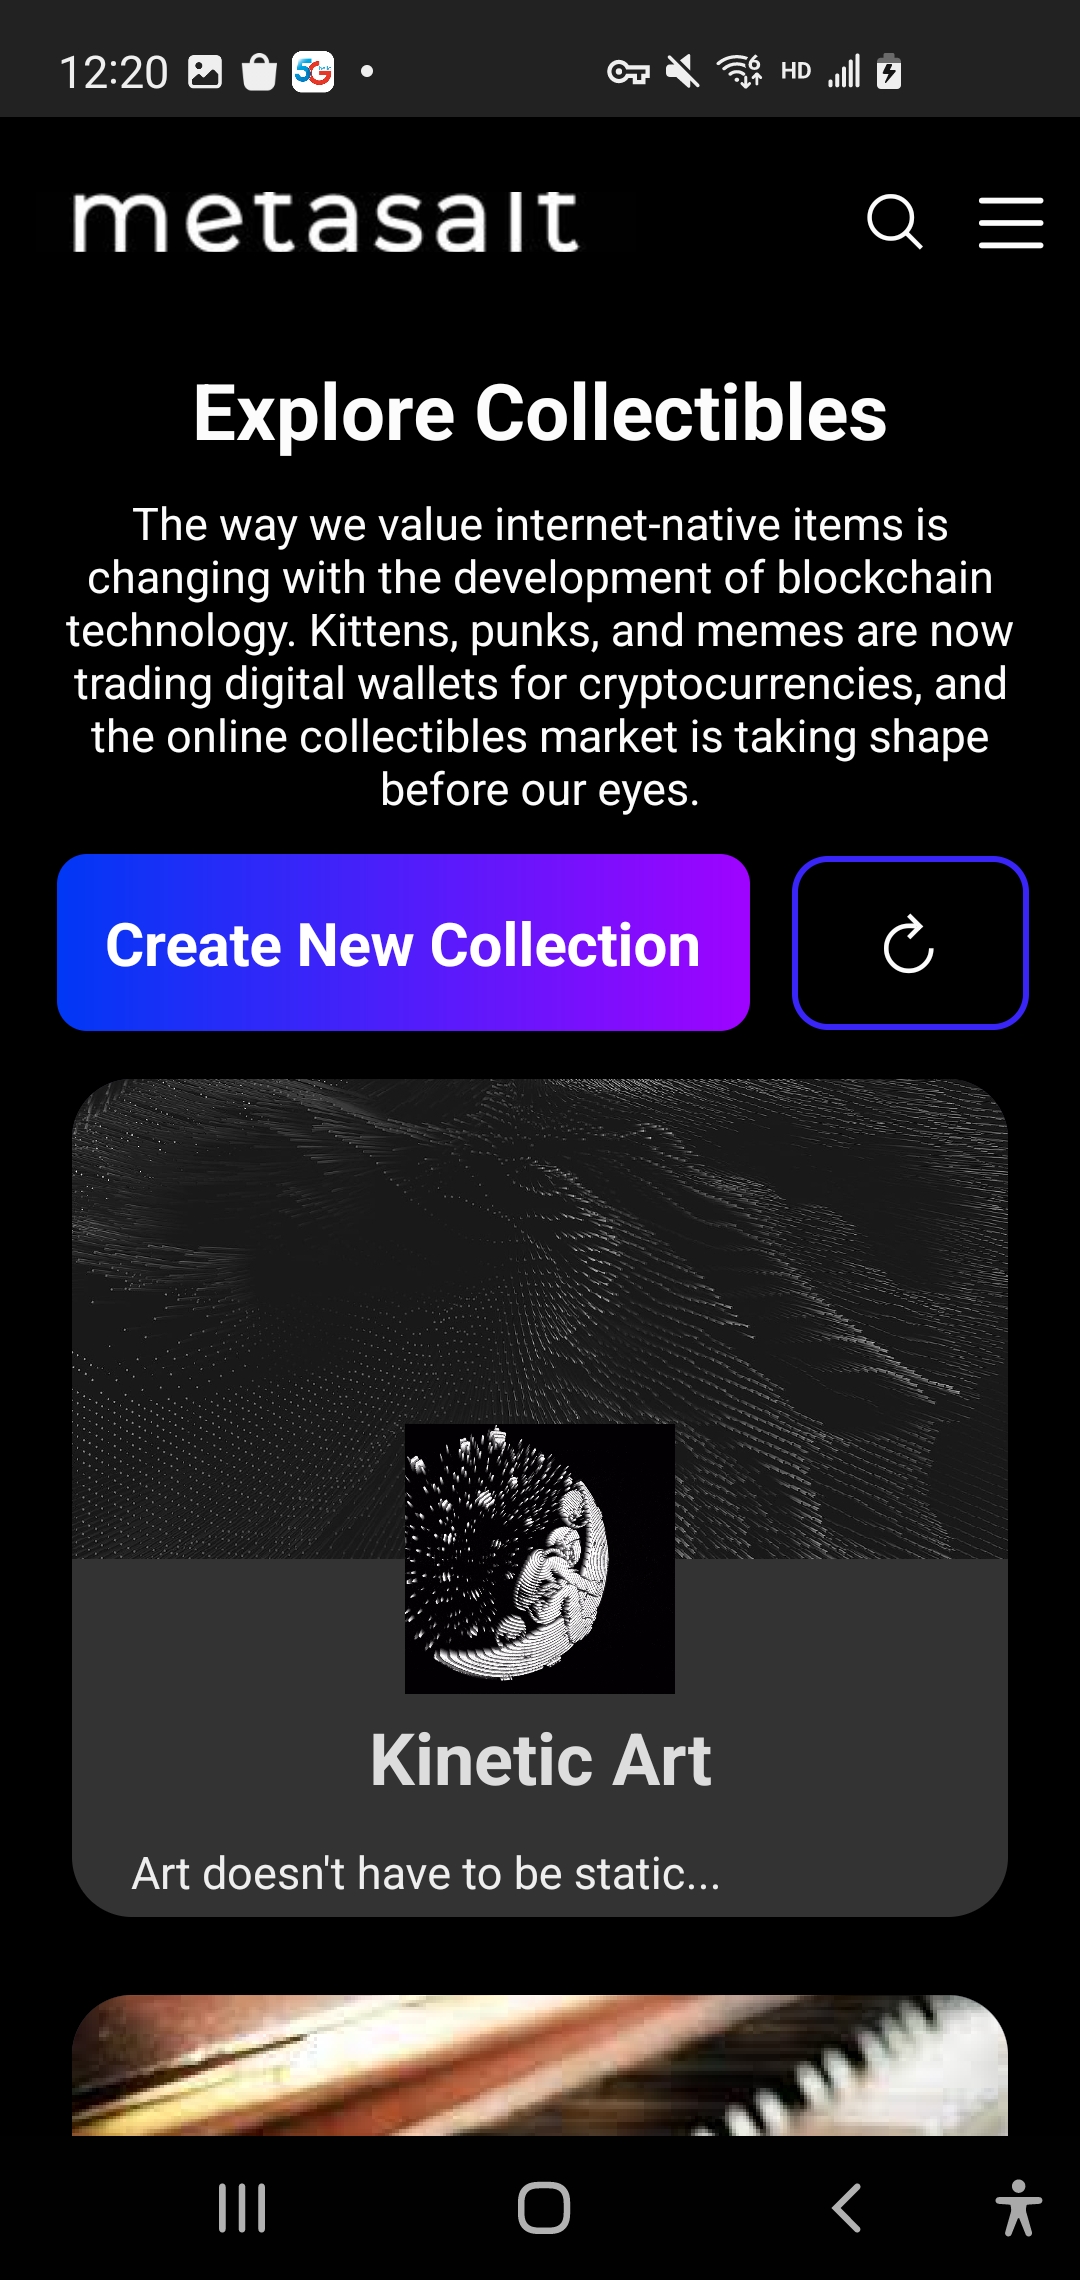 12:20
5G
6
HD
metasalt
Explore Collectibles
The way we value internet-native items is
changing with the development of blockchain
technology. Kittens, punks, and memes are now
trading digital wallets for cryptocurrencies, and
the online collectibles market is taking shape
before our eyes.
Create New Collection
Kinetic Art
Art doesn't have to be static...